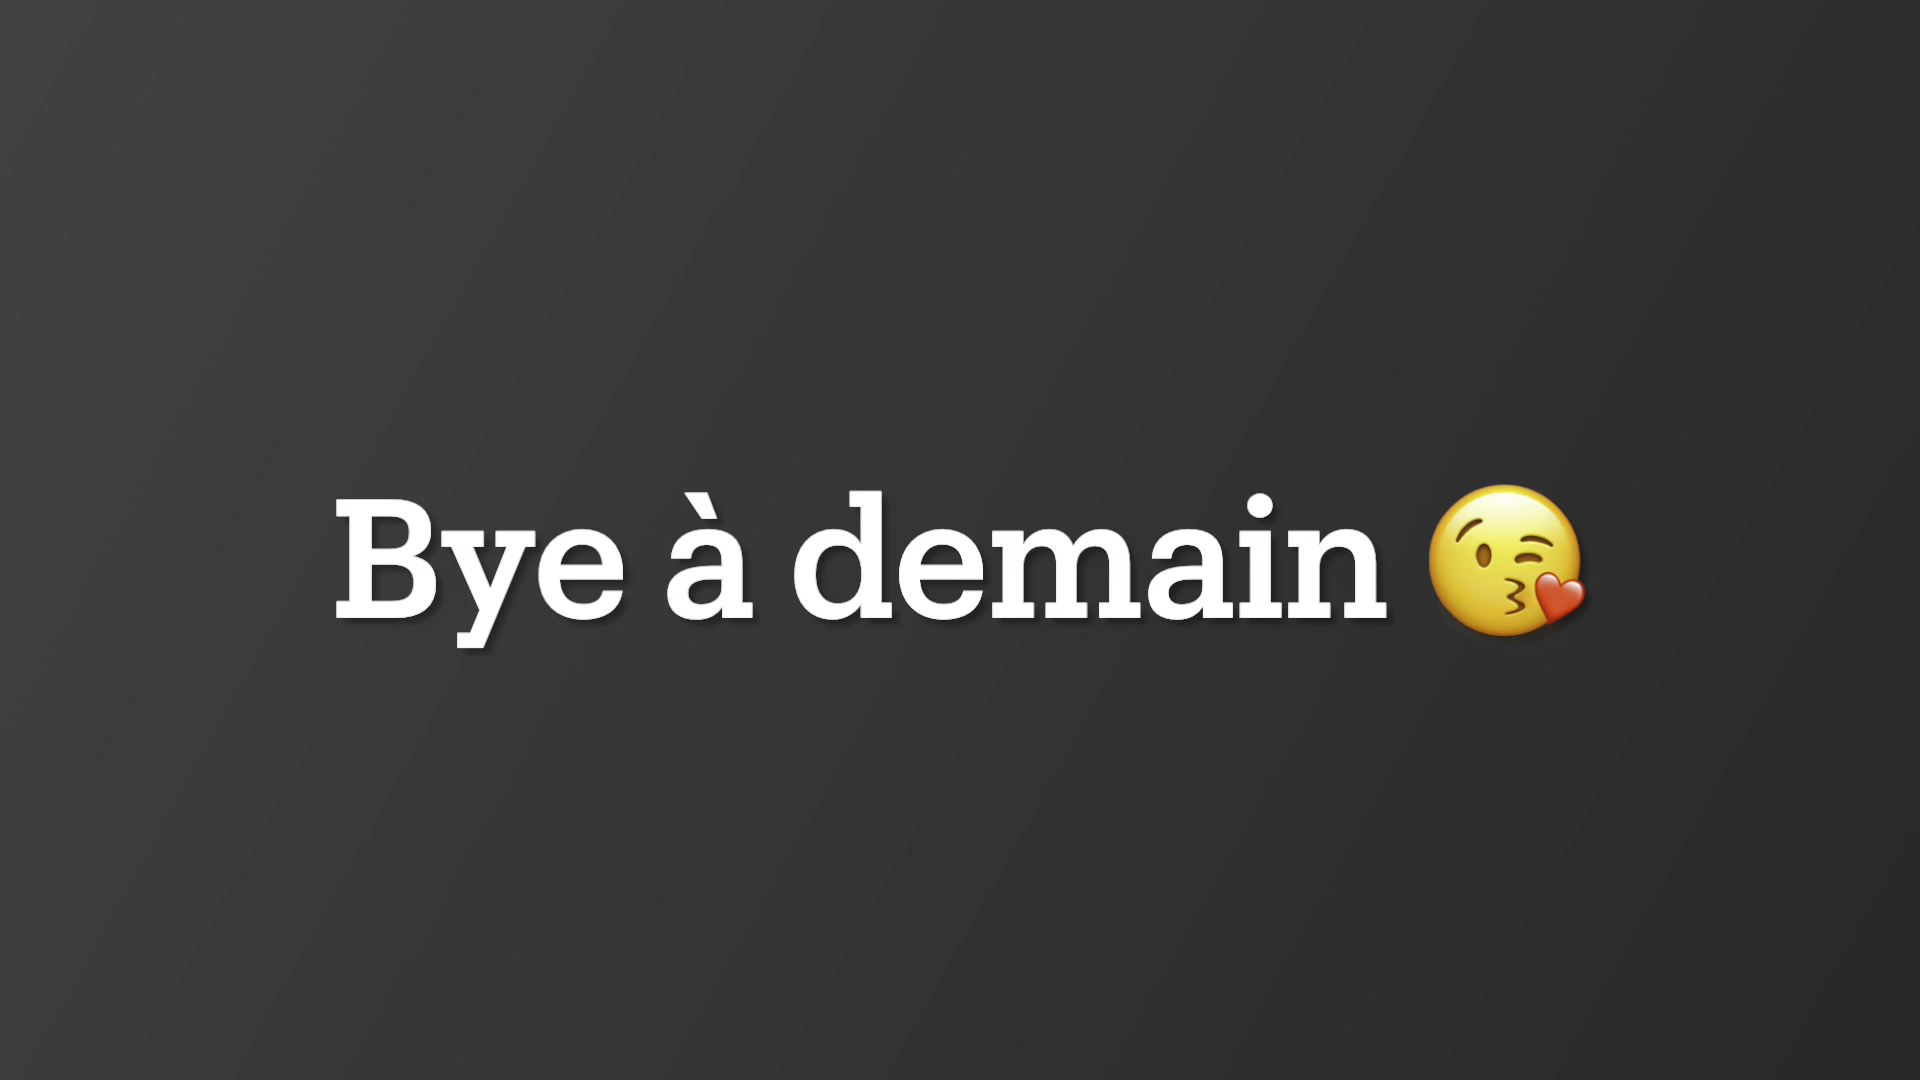 Bye à demain 😘